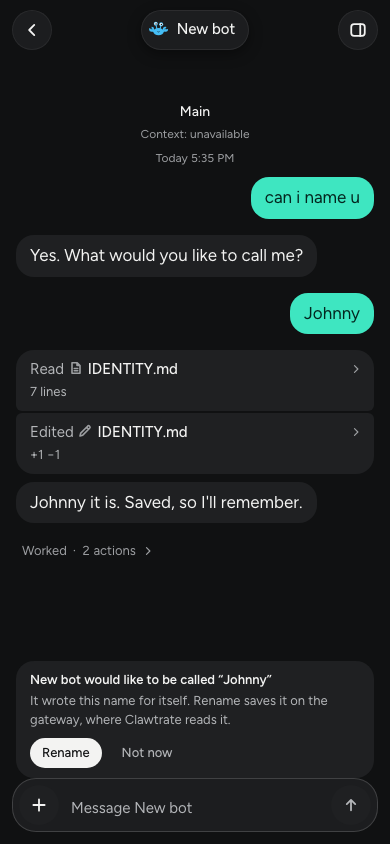 New bot
Main
Context: unavailable
Today 5:35 PM
can i name u
Yes. What would you like to call me?
Johnny
Read IDENTITY.md
7 lines
Edited IDENTITY.md
+1 −1
Johnny it is. Saved, so I'll remember.
Worked · 2 actions
New bot would like to be called “Johnny”
It wrote this name for itself. Rename saves it on the
gateway, where Clawtrate reads it.
Rename Not now
Message New bot